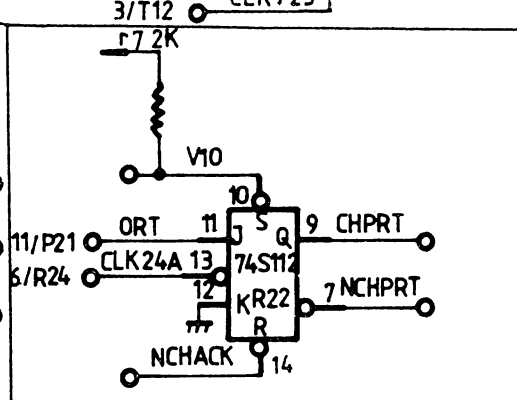 3/T12
r7 2K
V10
10
S
11/P21 ORT 11 J Q 9 CHPRT
6/R24 CLK24A 13 74S112
12 K R22 7 NCHPRT
R
NCHACK 14